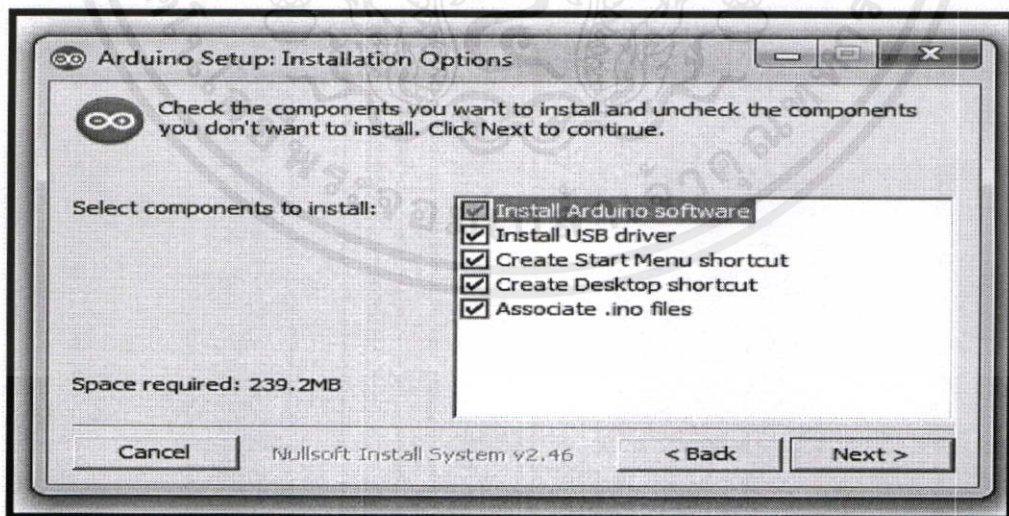 Arduino Setup: Installation Options
Check the components you want to install and uncheck the components
you don't want to install. Click Next to continue.
Select components to install:
Install Arduino software
Install USB driver
Create Start Menu shortcut
Create Desktop shortcut
Associate .ino files
Space required: 239.2MB
Cancel
Nullsoft Install System v2.46
< Back
Next >